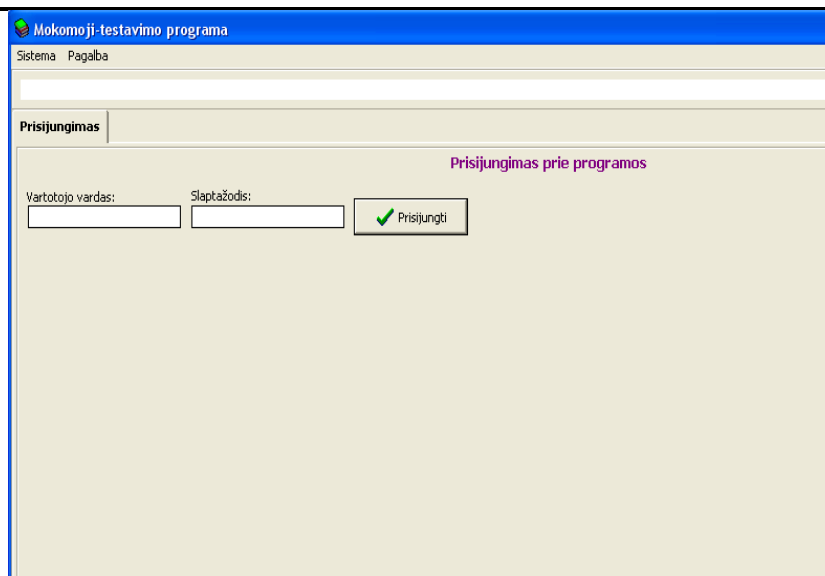 Mokomoji-testavimo programa
Sistema Pagalba
Prisijungimas
Prisijungimas prie programos
Vartotojo vardas: Slaptažodis:
Prisijungti